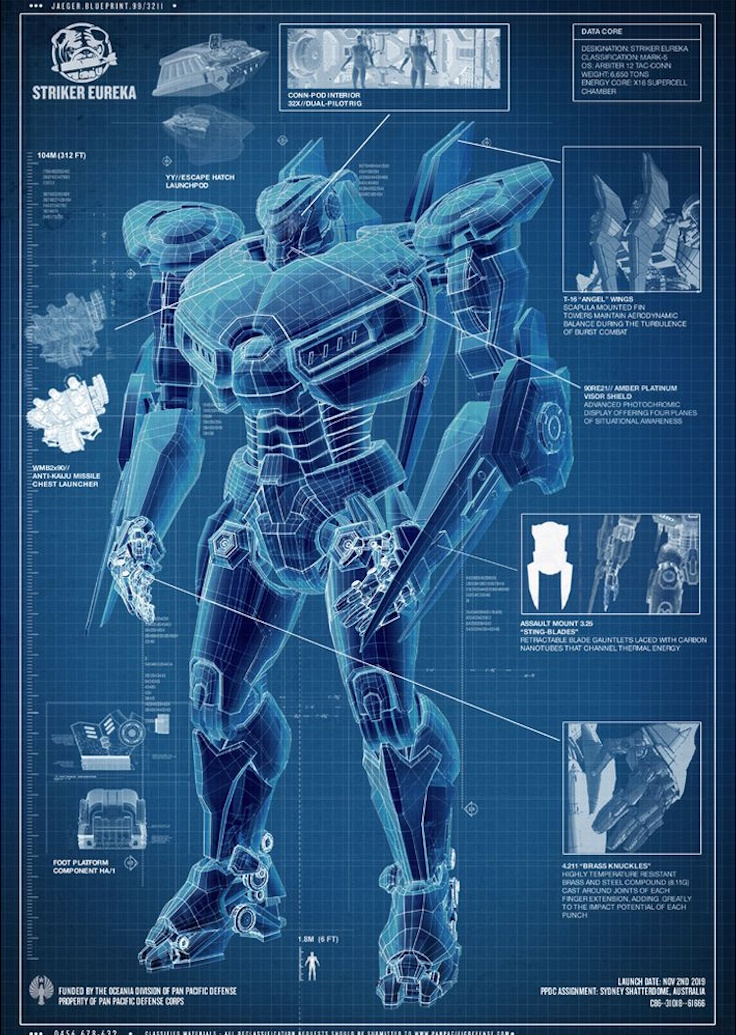 JAEGER.BLUEPRINT.99/3211
STRIKER EUREKA
CONN-POD INTERIOR
32X//DUAL-PILOT RIG
DATA CORE
DESIGNATION: STRIKER EUREKA
CLASSIFICATION: MARK-5
OS: ARBITER 12 TAC-CONN
WEIGHT: 6,650 TONS
ENERGY CORE: X16 SUPERCELL
CHAMBER
104M (312 FT)
YY//ESCAPE HATCH
LAUNCHPOD
T-16 "ANGEL" WINGS
SCAPULA MOUNTED FIN
TOWERS MAINTAIN AERODYNAMIC
BALANCE DURING THE TURBULENCE
OF BURST COMBAT
90RE21// AMBER PLATINUM
VISOR SHIELD
ADVANCED PHOTOCHROMIC
DISPLAY OFFERING FOUR PLANES
OF SITUATIONAL AWARENESS
WMB2x90//
ANTI-KAIJU MISSILE
CHEST LAUNCHER
ASSAULT MOUNT 3.25
"STING-BLADES"
RETRACTABLE BLADE GAUNTLETS LACED WITH CARBON
NANOTUBES THAT CHANNEL THERMAL ENERGY
FOOT PLATFORM
COMPONENT HA/1
4.211 "BRASS KNUCKLES"
HIGHLY TEMPERATURE RESISTANT
BRASS AND STEEL COMPOUND (8.11G)
CAST AROUND JOINTS OF EACH
FINGER EXTENSION, ADDING GREATLY
TO THE IMPACT POTENTIAL OF EACH
PUNCH
1.8M (6 FT)
FUNDED BY THE OCEANIA DIVISION OF PAN PACIFIC DEFENSE
PROPERTY OF PAN PACIFIC DEFENSE CORPS
LAUNCH DATE: NOV 2ND 2019
PPDC ASSIGNMENT: SYDNEY SHATTERDOME, AUSTRALIA
CB6-31018-61666